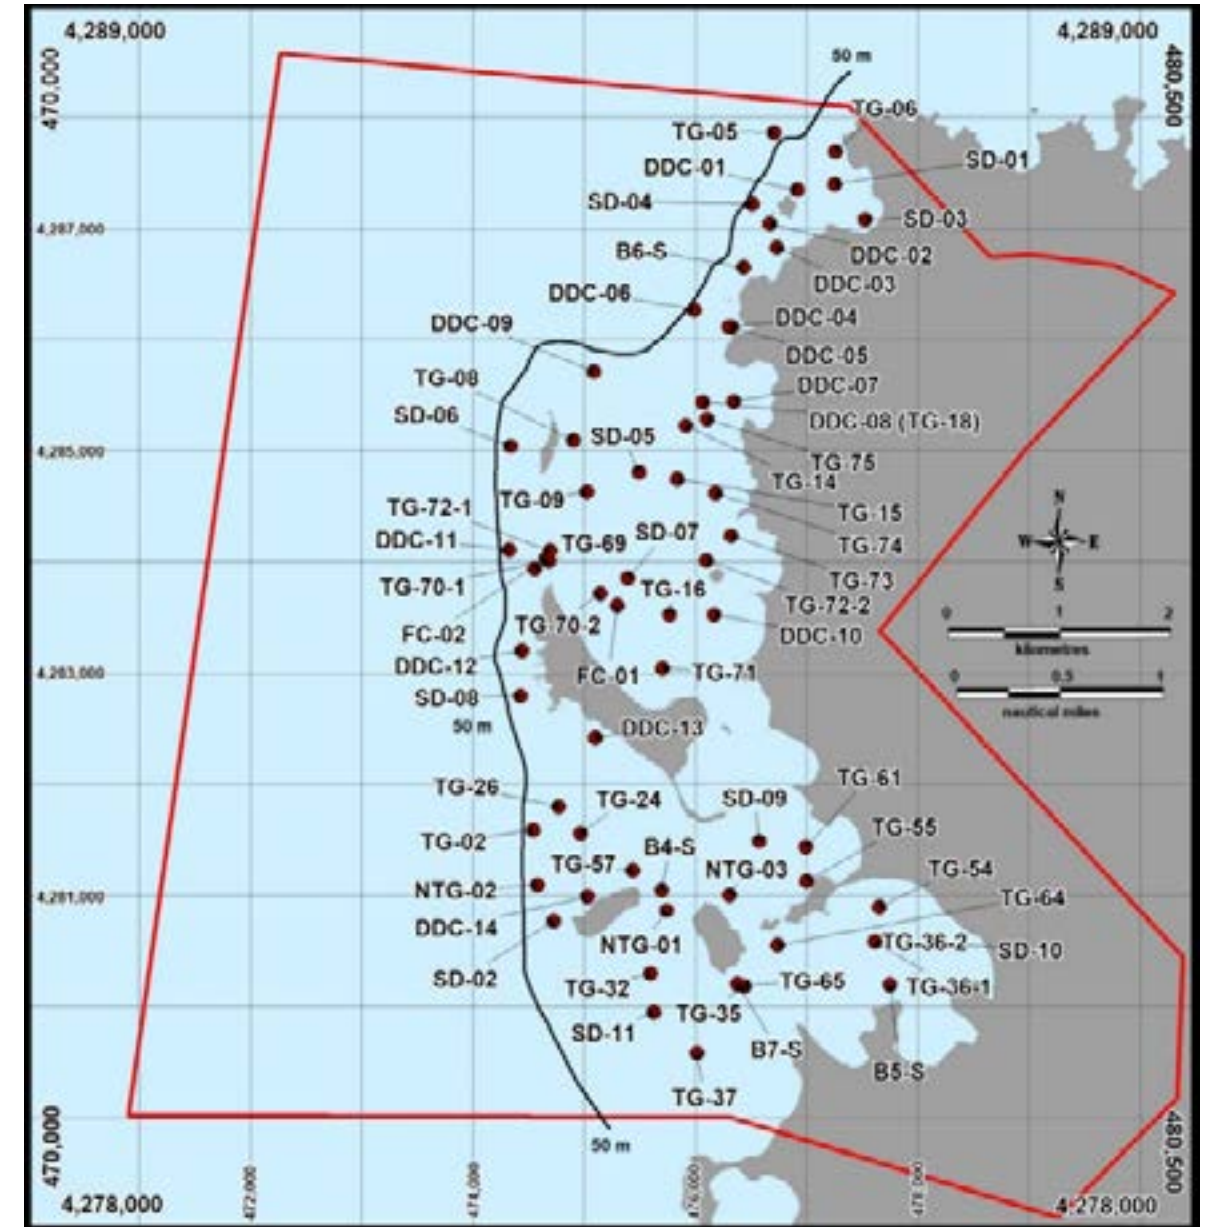 4,289,000
4,289,000
470,000
480,500
50 m
TG-06
TG-05
SD-01
DDC-01
SD-04
SD-03
4,287,000
DDC-02
B6-S
DDC-03
DDC-06
DDC-04
DDC-09
DDC-05
TG-08
DDC-07
SD-06
DDC-08 (TG-18)
SD-05
4,285,000
TG-75
TG-14
TG-09
TG-15
TG-72-1
N
SD-07
DDC-11
TG-69
TG-74
W E
TG-73
S
TG-70-1
TG-16
TG-72-2
0 1 2
FC-02
TG-70-2
DDC-10
kilometres
DDC-12
FC-01
TG-71
4,283,000
0 0.5 1
SD-08
nautical miles
50 m
DDC-13
TG-61
TG-26
TG-24
SD-09
TG-02
TG-55
B4-S
TG-57
NTG-03
TG-54
NTG-02
4,281,000
TG-64
DDC-14
NTG-01
TG-36-2
SD-10
SD-02
TG-32
TG-65
TG-36-1
SD-11
TG-35
B7-S
B5-S
TG-37
50 m
470,000
480,500
472,000
474,000
476,000
478,000
4,278,000
4,278,000